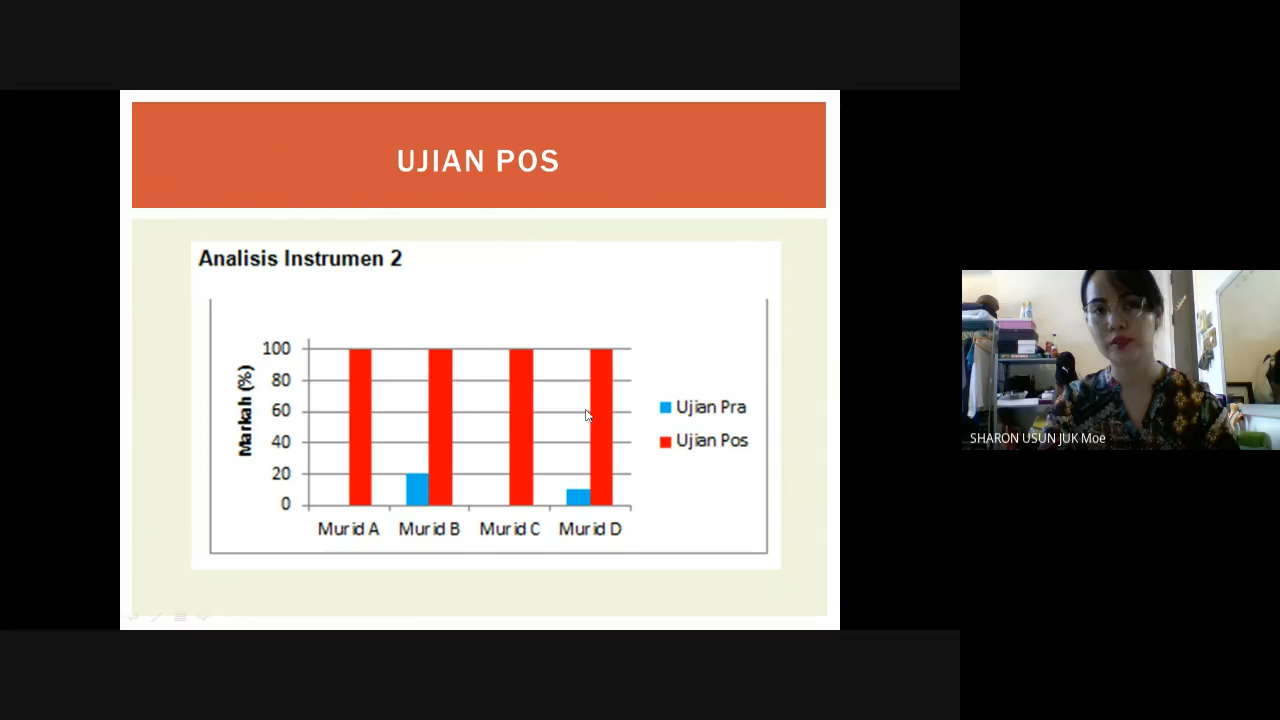 UJIAN POS
Analisis Instrumen 2
Markah (%)
100
80
60
40
20
0
Murid A Murid B Murid C Murid D
Ujian Pra
Ujian Pos
SHARON USUN JUK Moe